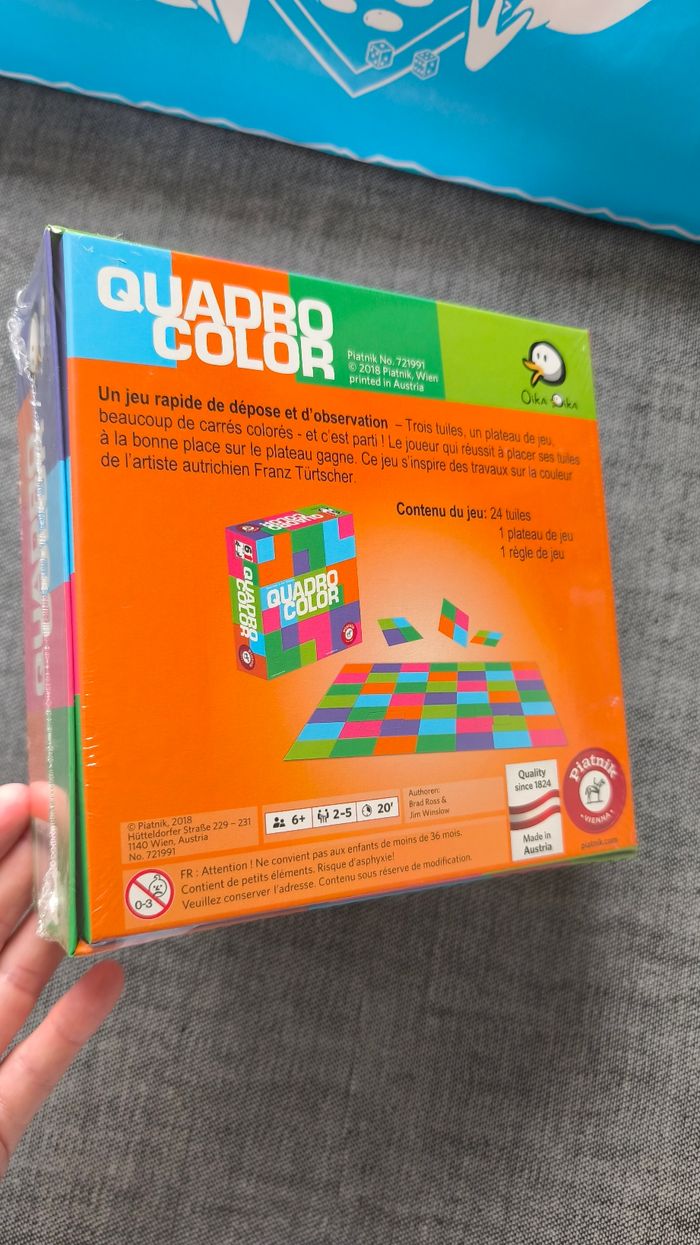 QUADRO
COLOR
Piatnik No. 721991
© 2018 Piatnik, Wien
printed in Austria
Oika Oika
Un jeu rapide de dépose et d'observation – Trois tuiles, un plateau de jeu,
beaucoup de carrés colorés - et c'est parti ! Le joueur qui réussit à placer ses tuiles
à la bonne place sur le plateau gagne. Ce jeu s'inspire des travaux sur la couleur
de l'artiste autrichien Franz Türtscher.
Contenu du jeu: 24 tuiles
1 plateau de jeu
1 règle de jeu
QUADRO
COLOR
QUADRO
COLOR
© Piatnik, 2018
Hütteldorfer Straße 229 – 231
1140 Wien, Austria
No. 721991
6+ 2-5 20'
Authoren:
Brad Ross &
Jim Winslow
Quality
since 1824
Made in
Austria
Piatnik
• VIENNA •
piatnik.com
0-3
FR : Attention ! Ne convient pas aux enfants de moins de 36 mois.
Contient de petits éléments. Risque d'asphyxie!
Veuillez conserver l'adresse. Contenu sous réserve de modification.